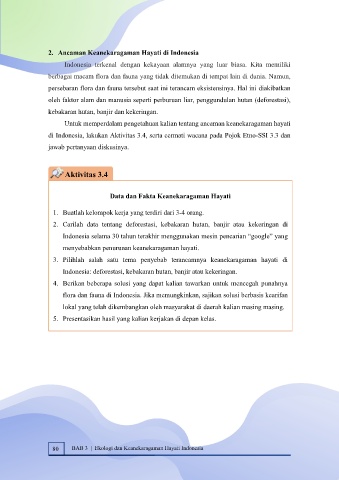 2. Ancaman Keanekaragaman Hayati di Indonesia
Indonesia terkenal dengan kekayaan alamnya yang luar biasa. Kita memiliki
berbagai macam flora dan fauna yang tidak ditemukan di tempat lain di dunia. Namun,
persebaran flora dan fauna tersebut saat ini terancam eksistensinya. Hal ini diakibatkan
oleh faktor alam dan manusia seperti perburuan liar, penggundulan hutan (deforestasi),
kebakaran hutan, banjir dan kekeringan.
Untuk memperdalam pengetahuan kalian tentang ancaman keanekaragaman hayati
di Indonesia, lakukan Aktivitas 3.4, serta cermati wacana pada Pojok Etno-SSI 3.3 dan
jawab pertanyaan diskusinya.
Aktivitas 3.4
Data dan Fakta Keanekaragaman Hayati
1. Buatlah kelompok kerja yang terdiri dari 3-4 orang.
2. Carilah data tentang deforestasi, kebakaran hutan, banjir atau kekeringan di
Indonesia selama 30 tahun terakhir menggunakan mesin pencarian “google” yang
menyebabkan penurunan keanekaragaman hayati.
3. Pilihlah salah satu tema penyebab terancamnya keanekaragaman hayati di
Indonesia: deforestasi, kebakaran hutan, banjir atau kekeringan.
4. Berikan beberapa solusi yang dapat kalian tawarkan untuk mencegah punahnya
flora dan fauna di Indonesia. Jika memungkinkan, sajikan solusi berbasis kearifan
lokal yang telah dikembangkan oleh masyarakat di daerah kalian masing-masing.
5. Presentasikan hasil yang kalian kerjakan di depan kelas.
80 BAB 3 | Ekologi dan Keanekaragaman Hayati Indonesia